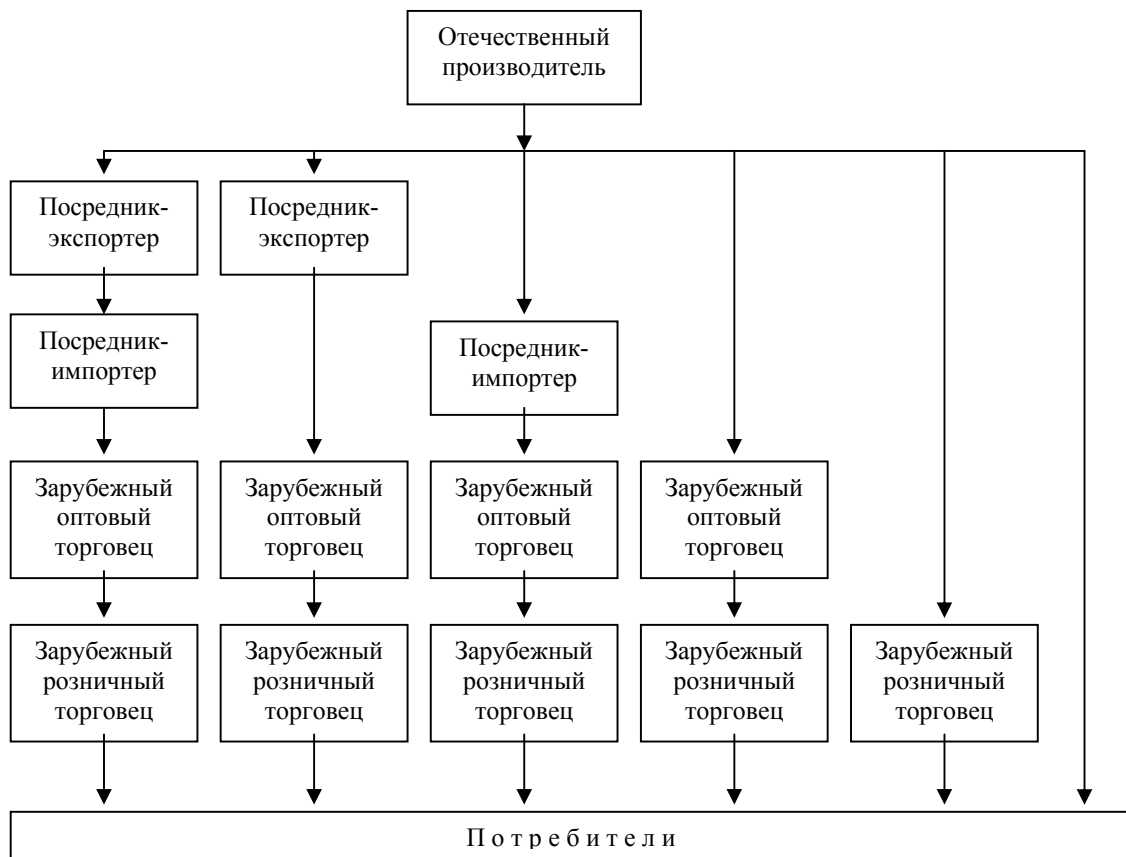 Отечественный
производитель
Посредник-
экспортер
Посредник-
экспортер
Посредник-
импортер
Посредник-
импортер
Зарубежный
оптовый
торговец
Зарубежный
оптовый
торговец
Зарубежный
оптовый
торговец
Зарубежный
оптовый
торговец
Зарубежный
розничный
торговец
Зарубежный
розничный
торговец
Зарубежный
розничный
торговец
Зарубежный
розничный
торговец
Зарубежный
розничный
торговец
П о т р е б и т е л и